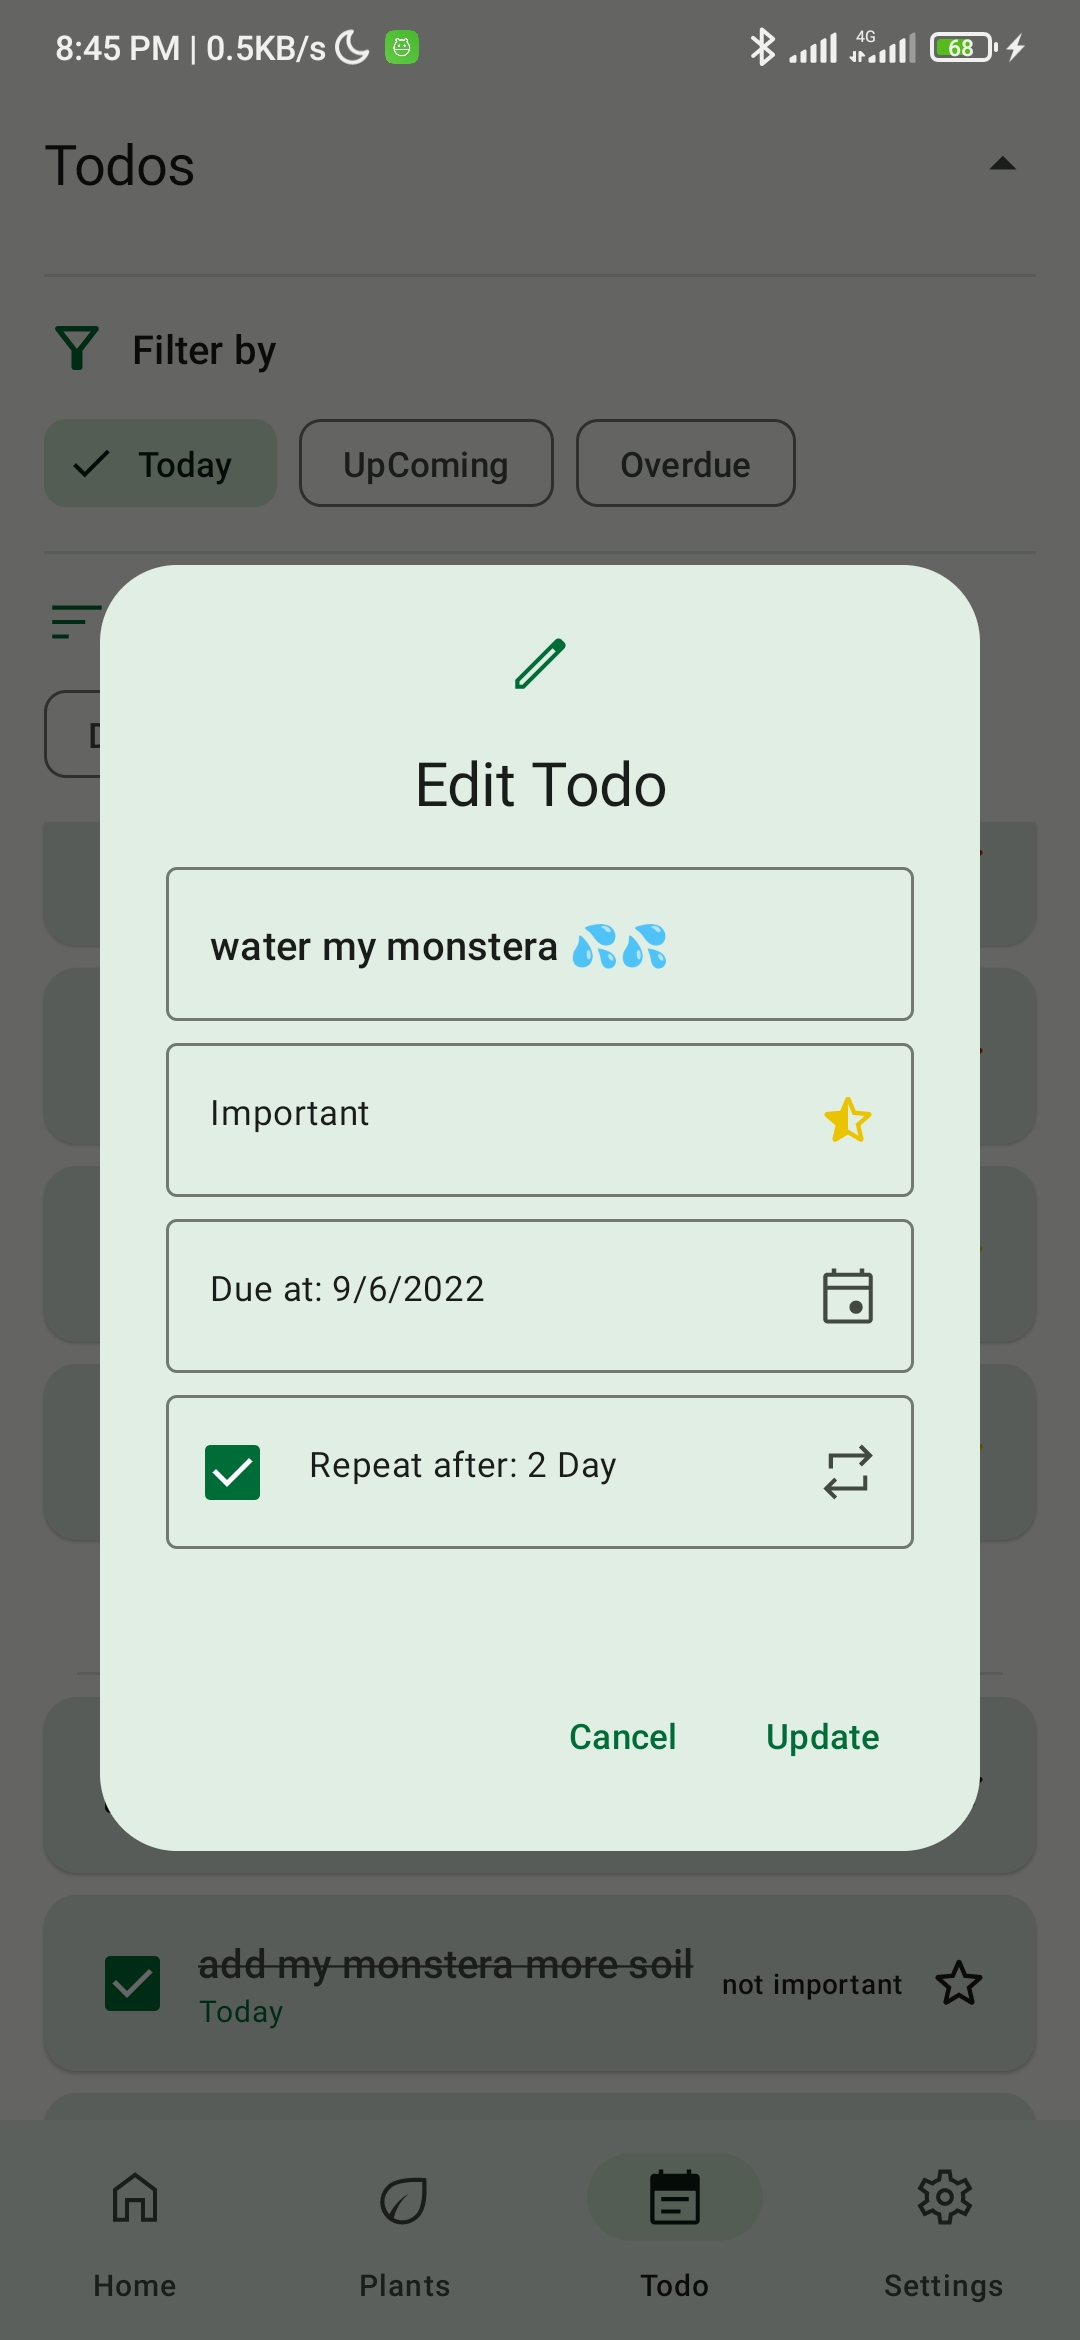 8:45 PM | 0.5KB/s
4G
68
Todos
Filter by
Today
UpComing
Overdue
Edit Todo
water my monstera 💦💦
Important
Due at: 9/6/2022
Repeat after: 2 Day
Cancel
Update
add my monstera more soil
Today
not important
Home
Plants
Todo
Settings